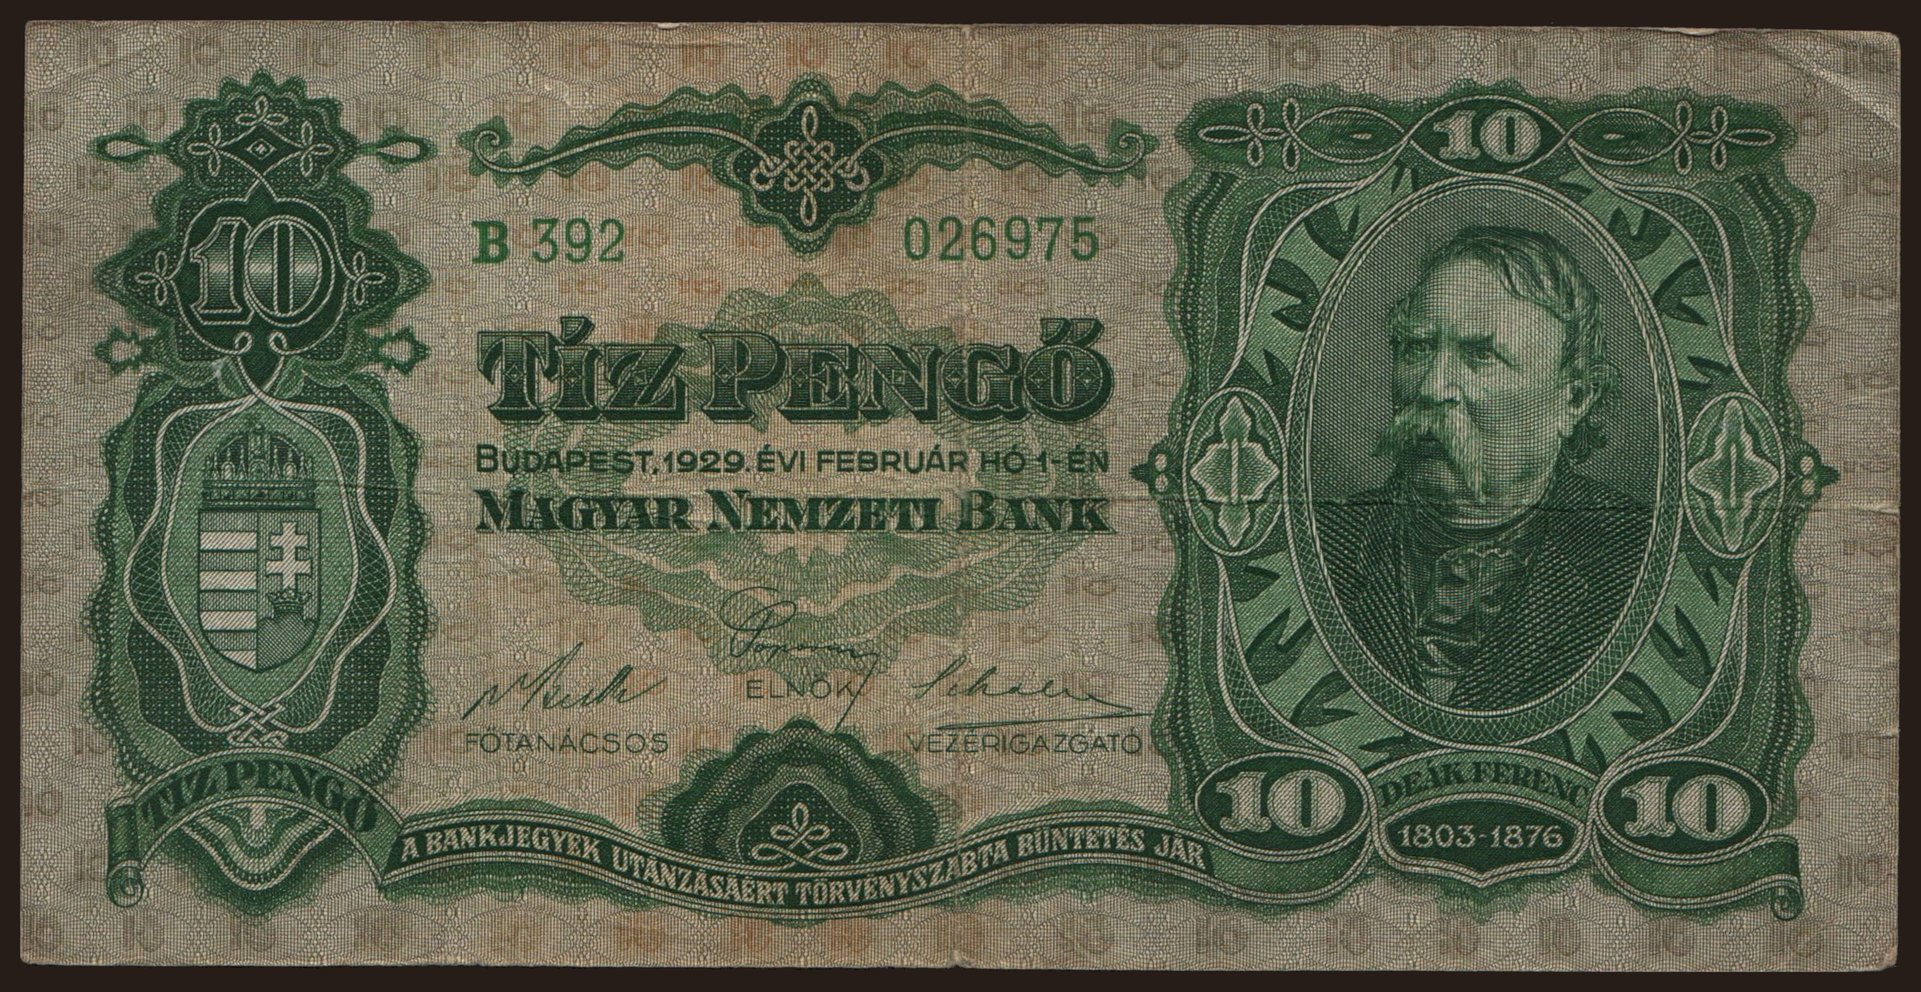 10
10
B 392 026975
TÍZ PENGŐ
BUDAPEST, 1929. ÉVI FEBRUÁR HÓ 1-ÉN
MAGYAR NEMZETI BANK
ELNÖK
FŐTANÁCSOS VEZÉRIGAZGATÓ
TIZ PENGŐ
10 DEÁK FERENC 10
1803-1876
A BANKJEGYEK UTÁNZÁSÁÉRT TÖRVÉNYSZABTA BÜNTETÉS JÁR